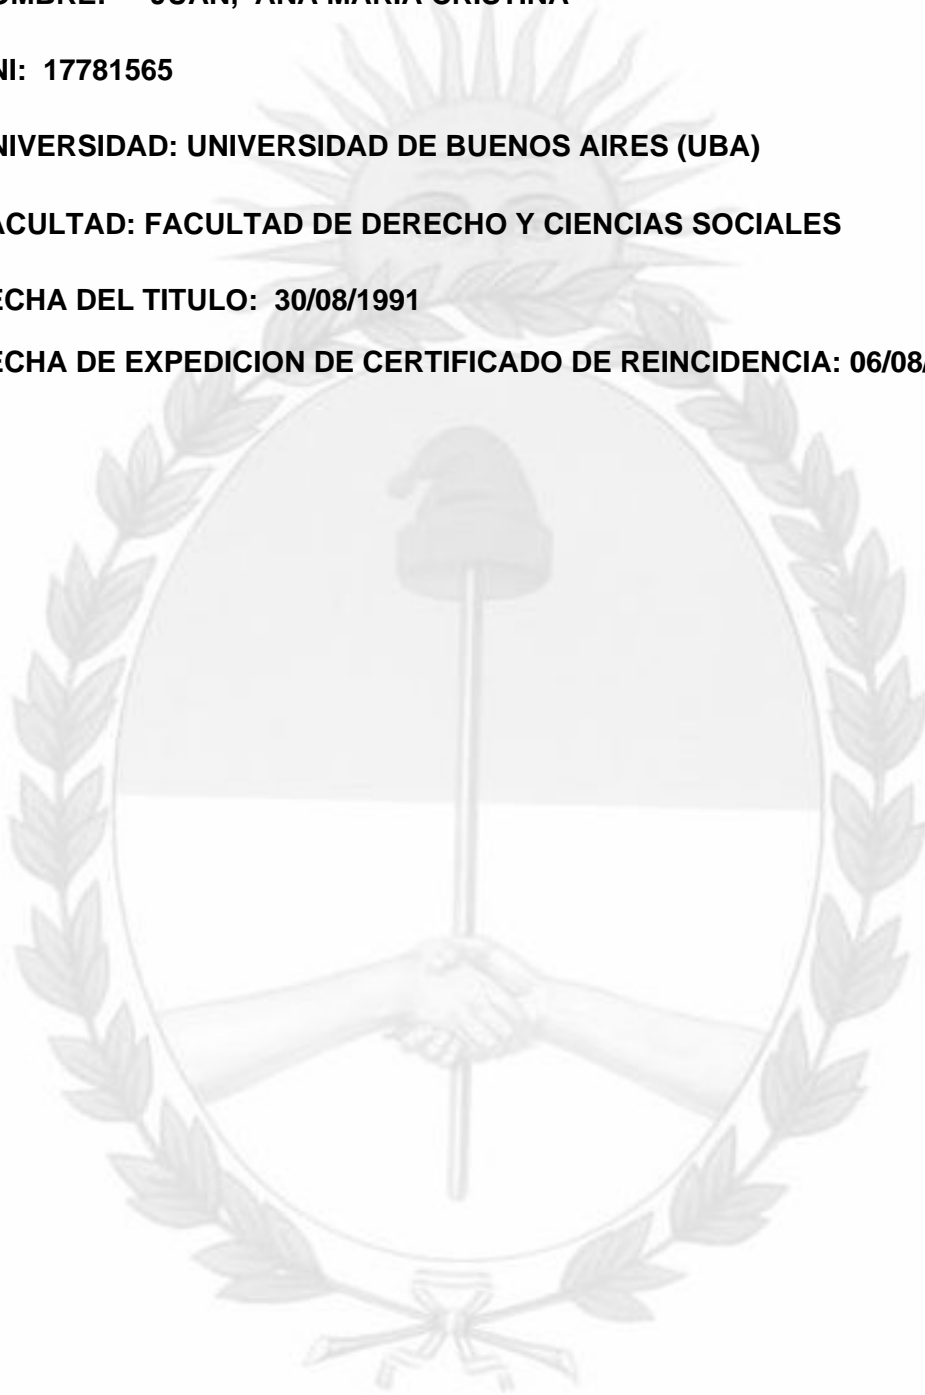 OMBRE: JUAN, ANA MARIA CRISTINA
NI: 17781565
NIVERSIDAD: UNIVERSIDAD DE BUENOS AIRES (UBA)
ACULTAD: FACULTAD DE DERECHO Y CIENCIAS SOCIALES
ECHA DEL TITULO: 30/08/1991
ECHA DE EXPEDICION DE CERTIFICADO DE REINCIDENCIA: 06/08/